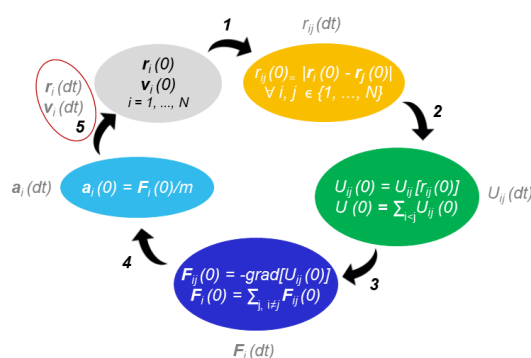 1
r_ij (dt)
r_i (0)
v_i (0)
i = 1, ..., N
r_ij (0) = |r_i (0) - r_j (0)|
∀ i, j ϵ {1, ..., N}
r_i (dt)
v_i (dt)
5
2
a_i (dt)
a_i (0) = F_i (0)/m
U_ij (0) = U_ij [r_ij (0)]
U (0) = ∑_i<j U_ij (0)
U_ij (dt)
4
F_ij (0) = -grad[U_ij (0)]
F_i (0) = ∑_j, i≠j F_ij (0)
3
F_i (dt)